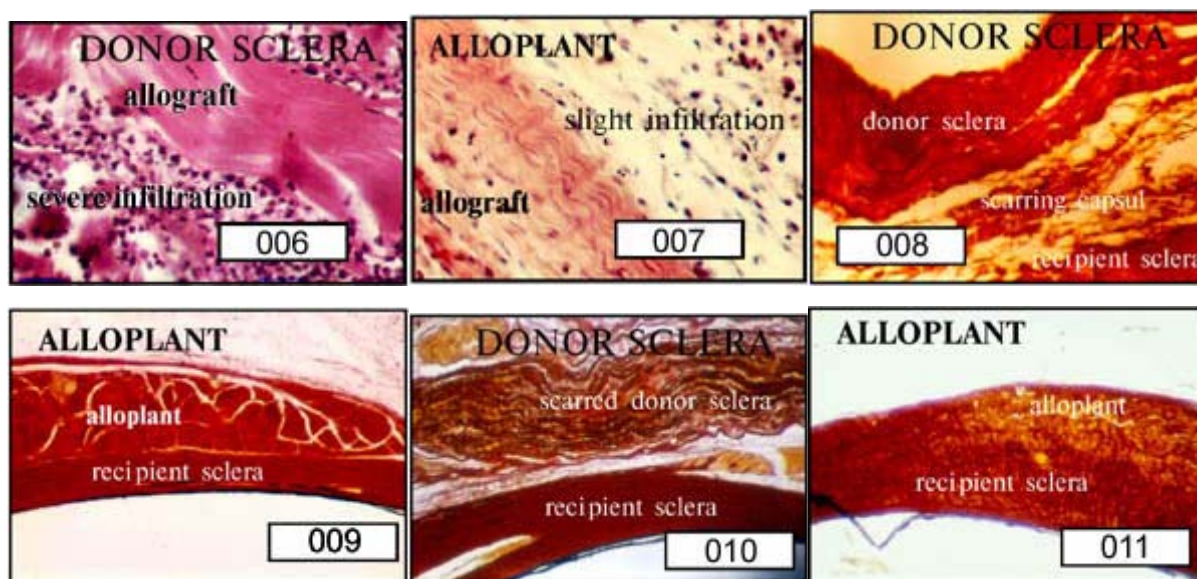 DONOR SCLERA
allograft
severe infiltration
006
ALLOPLANT
slight infiltration
allograft
007
DONOR SCLERA
donor sclera
scarring capsul
recipient sclera
008
ALLOPLANT
alloplant
recipient sclera
009
DONOR SCLERA
scarred donor sclera
recipient sclera
010
ALLOPLANT
alloplant
recipient sclera
011